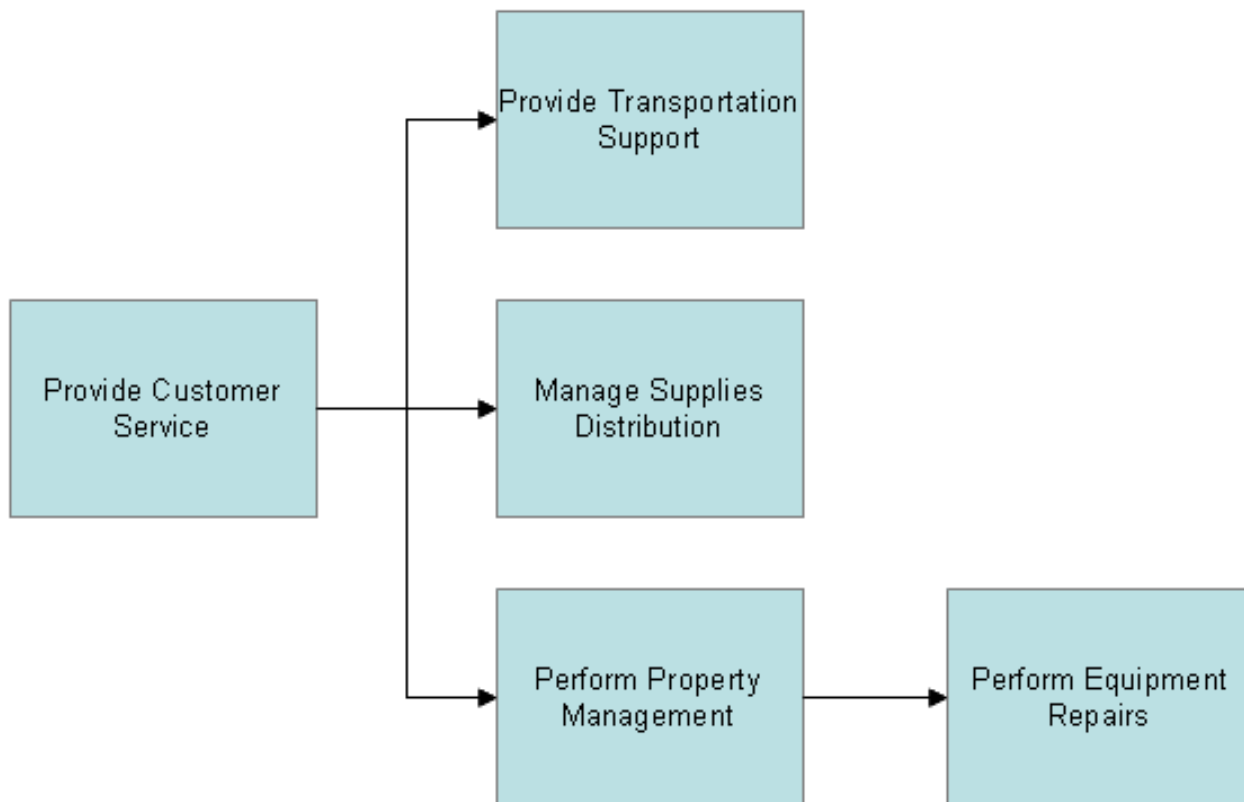 Provide Transportation
Support
Provide Customer
Service
Manage Supplies
Distribution
Perform Property
Management
Perform Equipment
Repairs